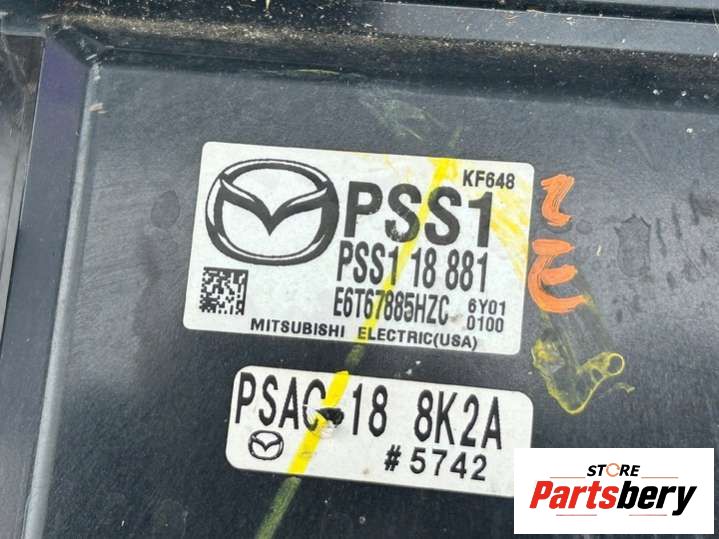 KF648
PSS1
PSS1 18 881
E6T67885HZC 6Y01
0100
MITSUBISHI ELECTRIC(USA)
PSAC-18 8K2A
#5742
STORE
Partsbery